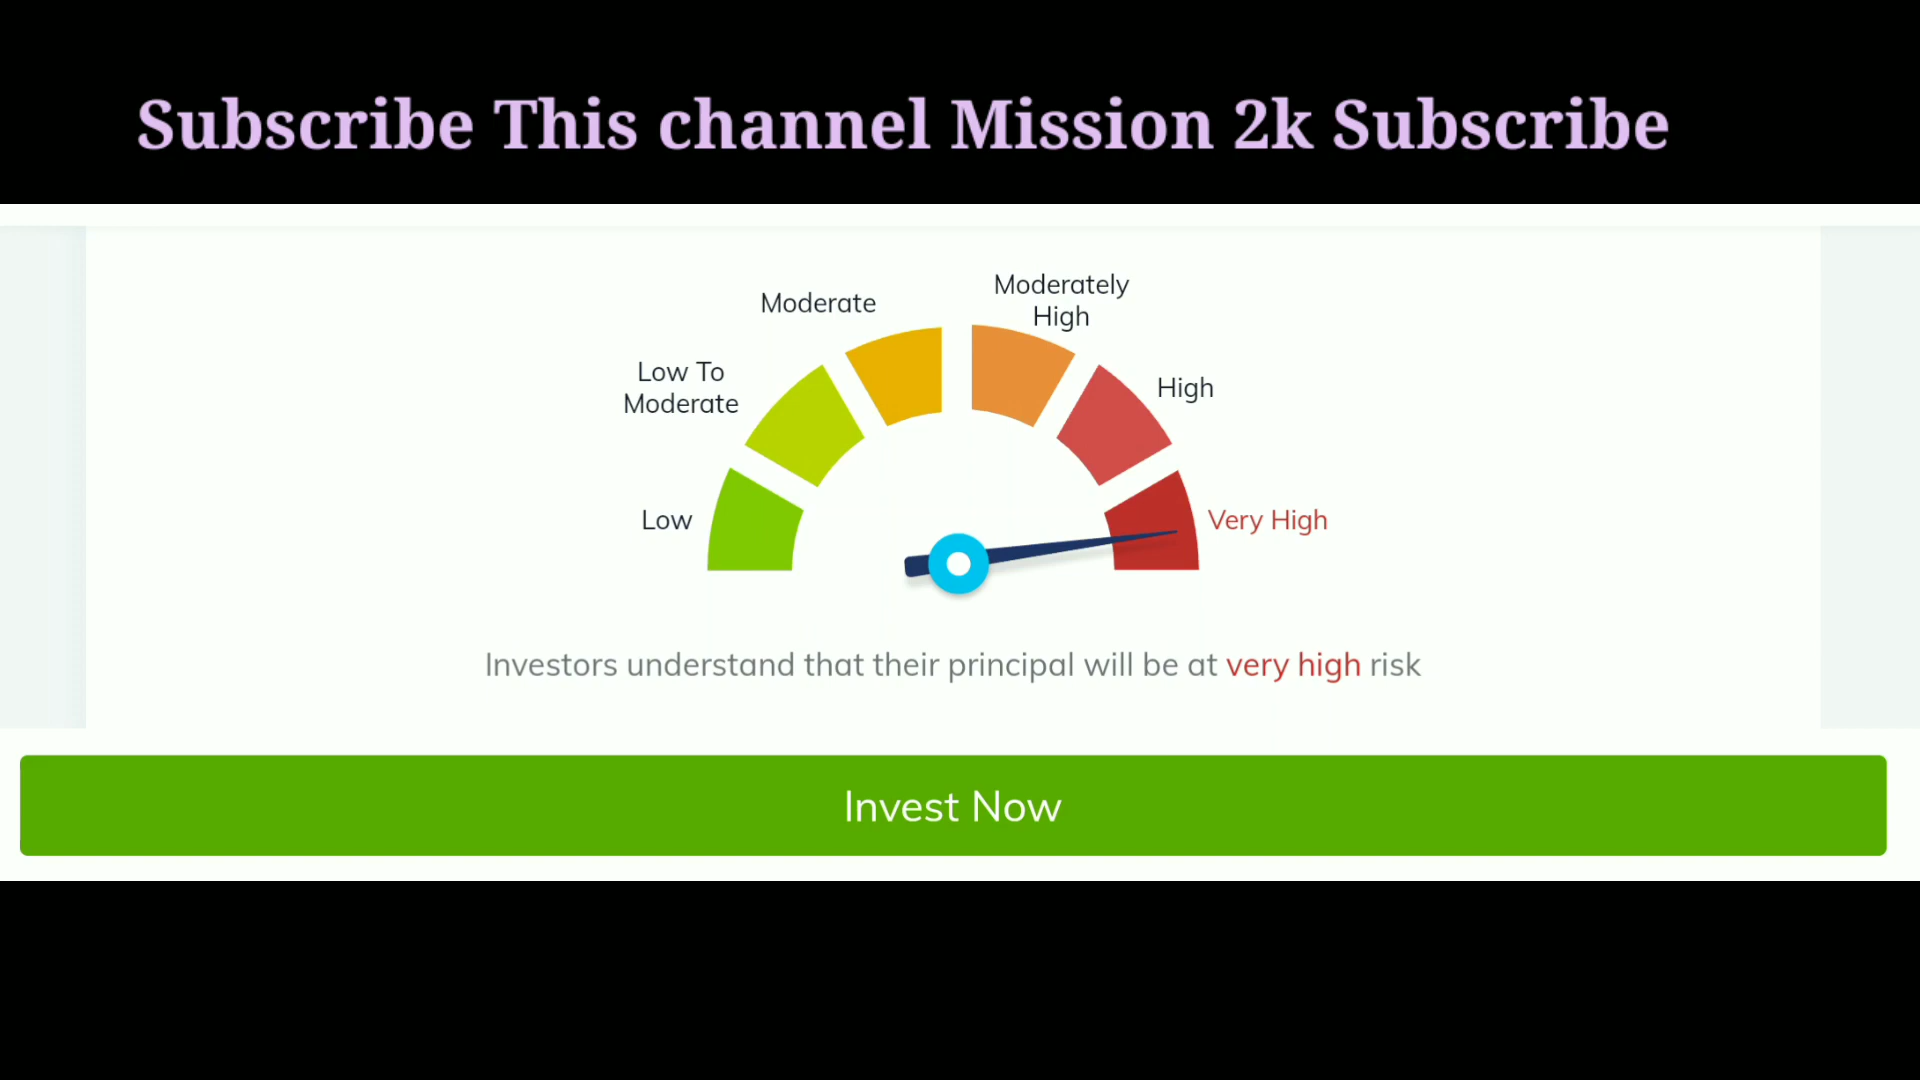 Subscribe This channel Mission 2k Subscribe
Moderate
Moderately
High
Low To
Moderate
High
Low
Very High
Investors understand that their principal will be at very high risk
Invest Now